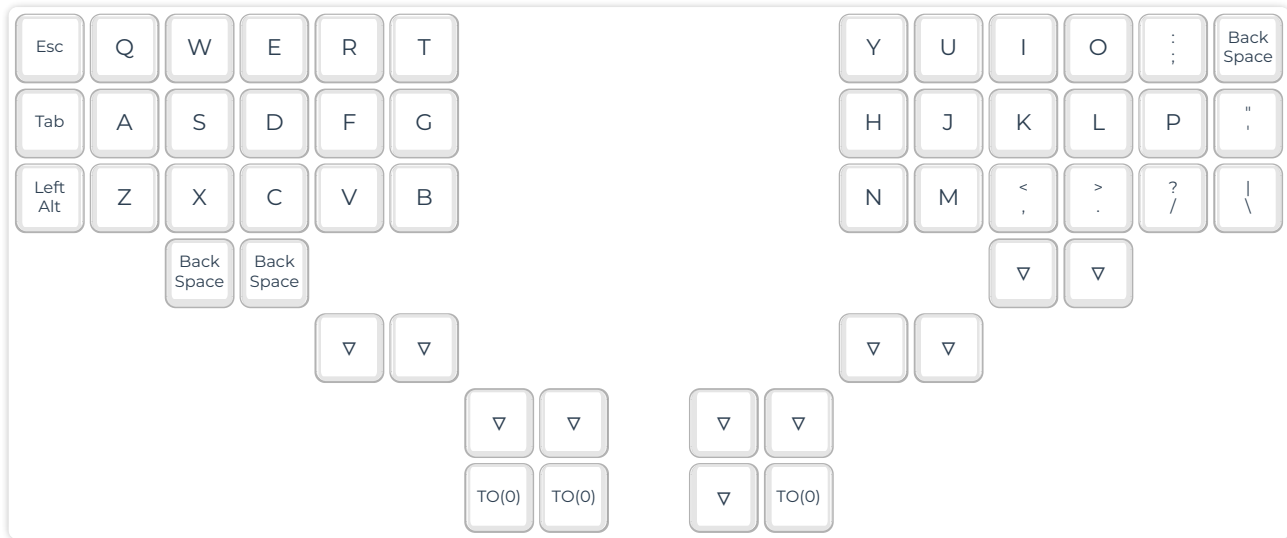 Esc Q W E R T Y U I O : ; Back Space
Tab A S D F G H J K L P " '
Left Alt Z X C V B N M < , > . ? / | \
Back Space Back Space ▽ ▽
▽ ▽ ▽ ▽
▽ ▽ ▽ ▽
TO(0) TO(0) ▽ TO(0)